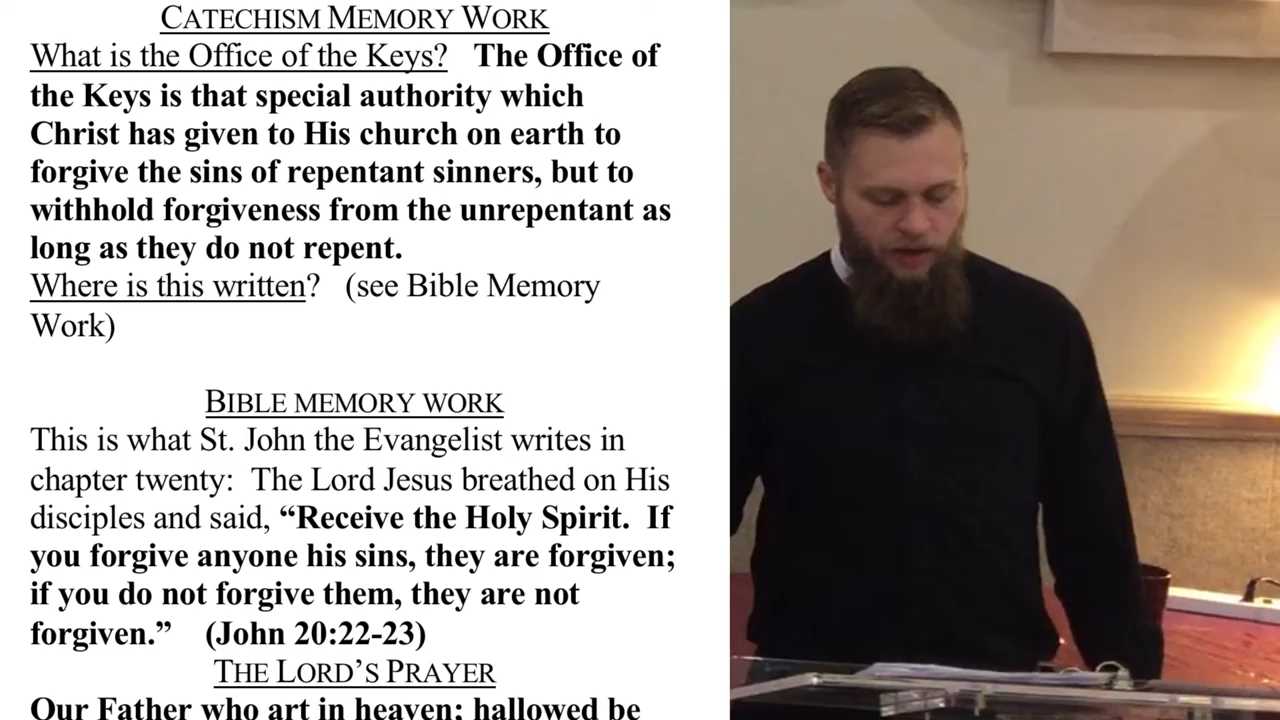 CATECHISM MEMORY WORK
What is the Office of the Keys? The Office of
the Keys is that special authority which
Christ has given to His church on earth to
forgive the sins of repentant sinners, but to
withhold forgiveness from the unrepentant as
long as they do not repent.
Where is this written? (see Bible Memory
Work)
BIBLE MEMORY WORK
This is what St. John the Evangelist writes in
chapter twenty: The Lord Jesus breathed on His
disciples and said, “Receive the Holy Spirit. If
you forgive anyone his sins, they are forgiven;
if you do not forgive them, they are not
forgiven.” (John 20:22-23)
THE LORD’S PRAYER
Our Father who art in heaven; hallowed be